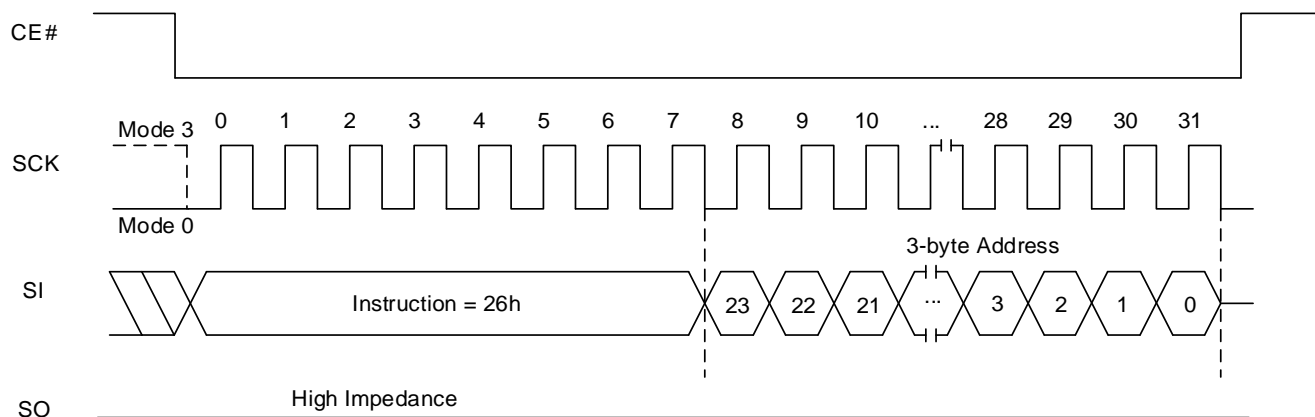 CE#
Mode 3
0 1 2 3 4 5 6 7 8 9 10 ... 28 29 30 31
SCK
Mode 0
3-byte Address
SI
Instruction = 26h
23 22 21 ... 3 2 1 0
High Impedance
SO